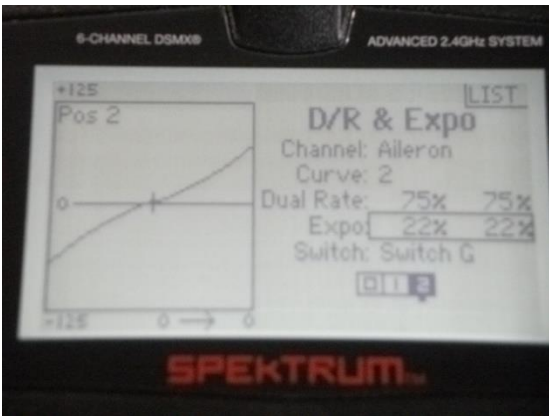 6-CHANNEL DSMX®
ADVANCED 2.4GHz SYSTEM
+125
LIST
Pos 2
D/R & Expo
Channel: Aileron
Curve: 2
0
Dual Rate: 75% 75%
Expo: 22% 22%
Switch: Switch G
0 1 2
-125 0 → 0
SPEKTRUM